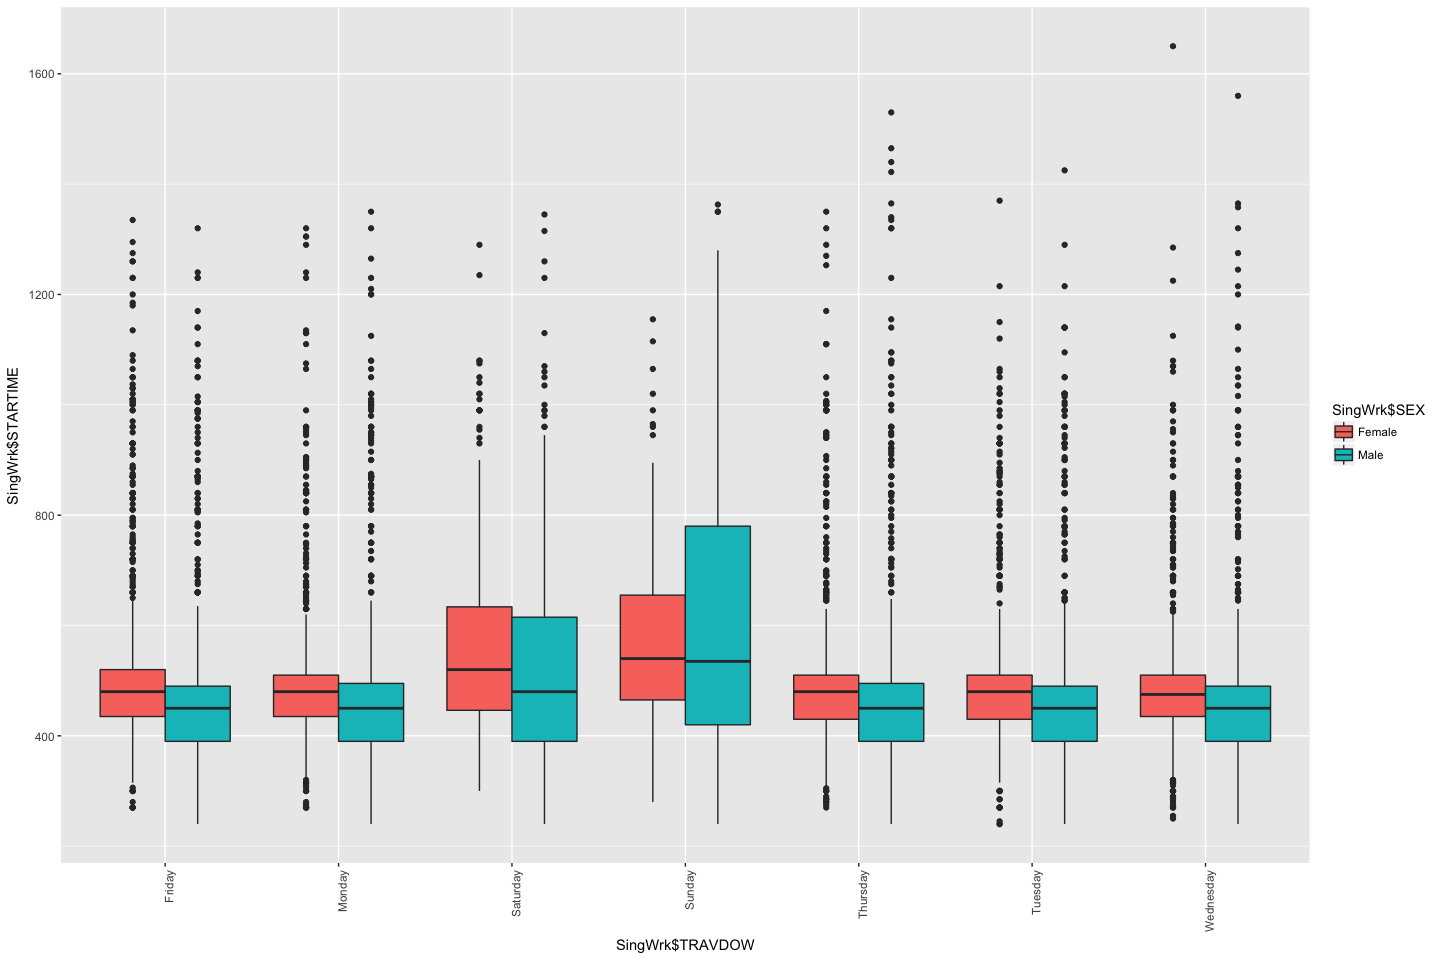 SingWrk$STARTIME
1600
1200
800
400
Friday
Monday
Saturday
Sunday
Thursday
Tuesday
Wednesday
SingWrk$TRAVDOW
SingWrk$SEX
Female
Male